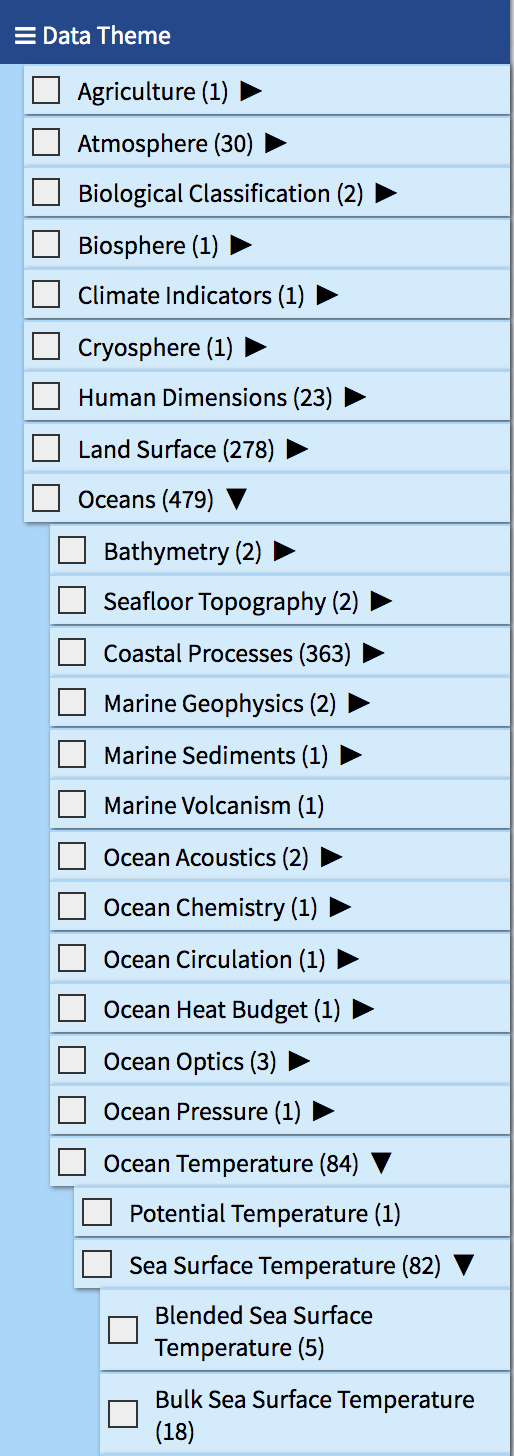 Data Theme
Agriculture (1)
Atmosphere (30)
Biological Classification (2)
Biosphere (1)
Climate Indicators (1)
Cryosphere (1)
Human Dimensions (23)
Land Surface (278)
Oceans (479)
Bathymetry (2)
Seafloor Topography (2)
Coastal Processes (363)
Marine Geophysics (2)
Marine Sediments (1)
Marine Volcanism (1)
Ocean Acoustics (2)
Ocean Chemistry (1)
Ocean Circulation (1)
Ocean Heat Budget (1)
Ocean Optics (3)
Ocean Pressure (1)
Ocean Temperature (84)
Potential Temperature (1)
Sea Surface Temperature (82)
Blended Sea Surface
Temperature (5)
Bulk Sea Surface Temperature
(18)